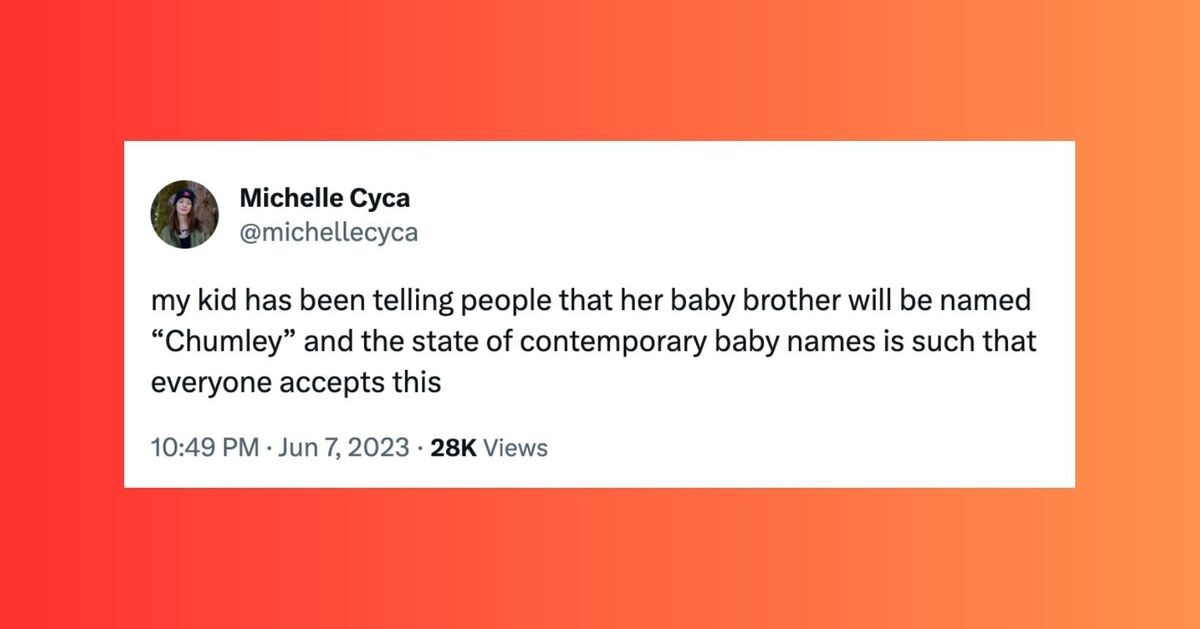 Michelle Cyca
@michellecyca
my kid has been telling people that her baby brother will be named
“Chumley” and the state of contemporary baby names is such that
everyone accepts this
10:49 PM · Jun 7, 2023 · 28K Views